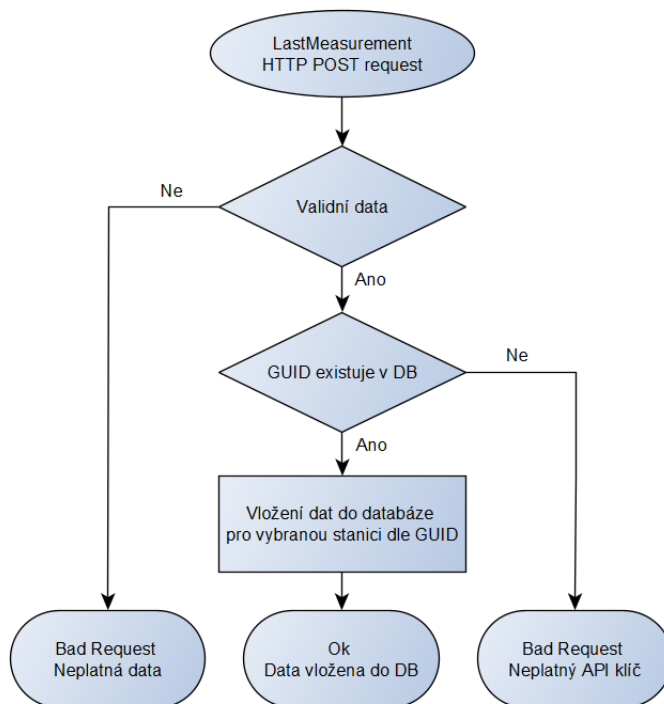 LastMeasurement
HTTP POST request
Ne
Validní data
Ano
Ne
GUID existuje v DB
Ano
Vložení dat do databáze
pro vybranou stanici dle GUID
Bad Request
Neplatná data
Ok
Data vložena do DB
Bad Request
Neplatný API klíč